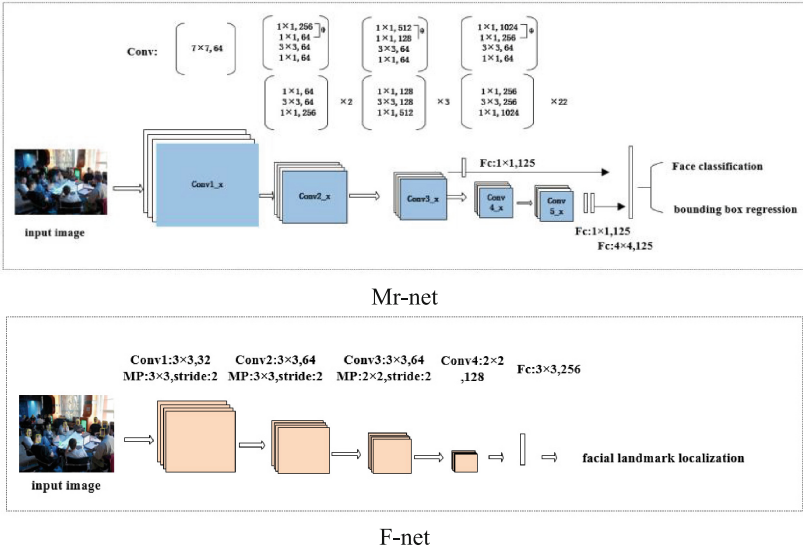 Conv:
7×7,64
1×1,256
1×1,64
3×3,64
1×1,64
1×1,512
1×1,128
3×3,64
1×1,64
1×1,1024
1×1,256
3×3,64
1×1,64
1×1,64
3×3,64
1×1,256
×2
1×1,128
3×3,128
1×1,512
×3
1×1,256
3×3,256
1×1,1024
×22
Conv1_x
Conv2_x
Conv3_x
Conv
4_x
Conv
5_x
Fc:1×1,125
Fc:1×1,125
Fc:4×4,125
Face classification
bounding box regression
input image
Mr-net
Conv1:3×3,32
MP:3×3,stride:2
Conv2:3×3,64
MP:3×3,stride:2
Conv3:3×3,64
MP:2×2,stride:2
Conv4:2×2
,128
Fc:3×3,256
facial landmark localization
input image
F-net